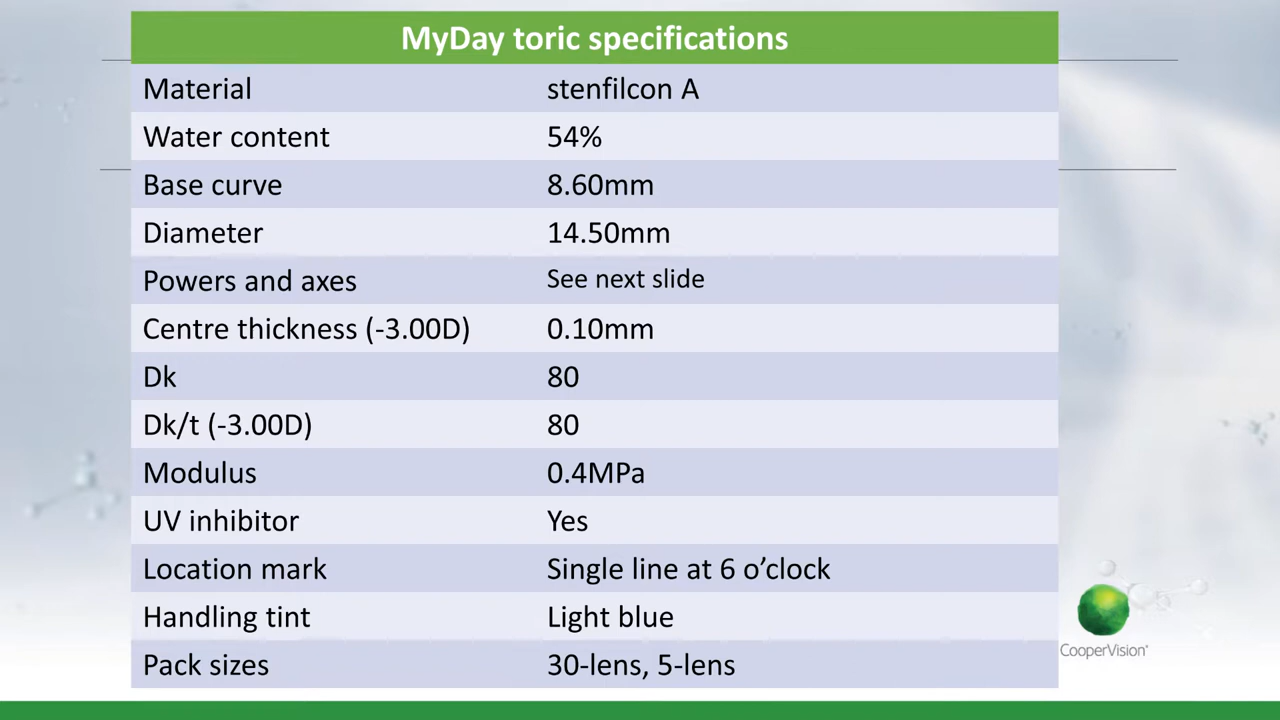 MyDay toric specifications
Material stenfilcon A
Water content 54%
Base curve 8.60mm
Diameter 14.50mm
Powers and axes See next slide
Centre thickness (-3.00D) 0.10mm
Dk 80
Dk/t (-3.00D) 80
Modulus 0.4MPa
UV inhibitor Yes
Location mark Single line at 6 o’clock
Handling tint Light blue
Pack sizes 30-lens, 5-lens
CooperVision®